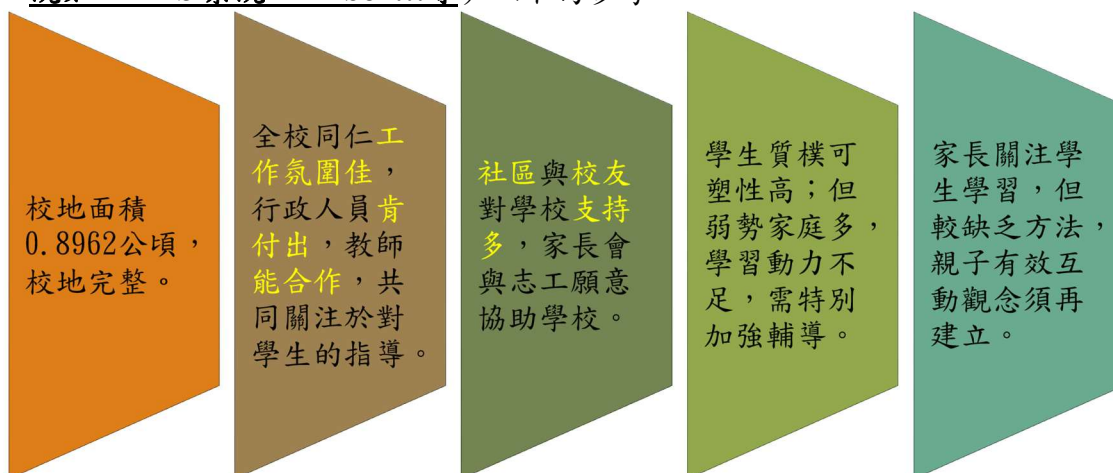 校地面積
0.8962公頃，
校地完整。
全校同仁工
作氛圍佳，
行政人員肯
付出，教師
能合作，共
同關注於對
學生的指導。
社區與校友
對學校支持
多，家長會
與志工願意
協助學校。
學生質樸可
塑性高；但
弱勢家庭多，
學習動力不
足，需特別
加強輔導。
家長關注學
生學習，但
較缺乏方法，
親子有效互
動觀念須再
建立。